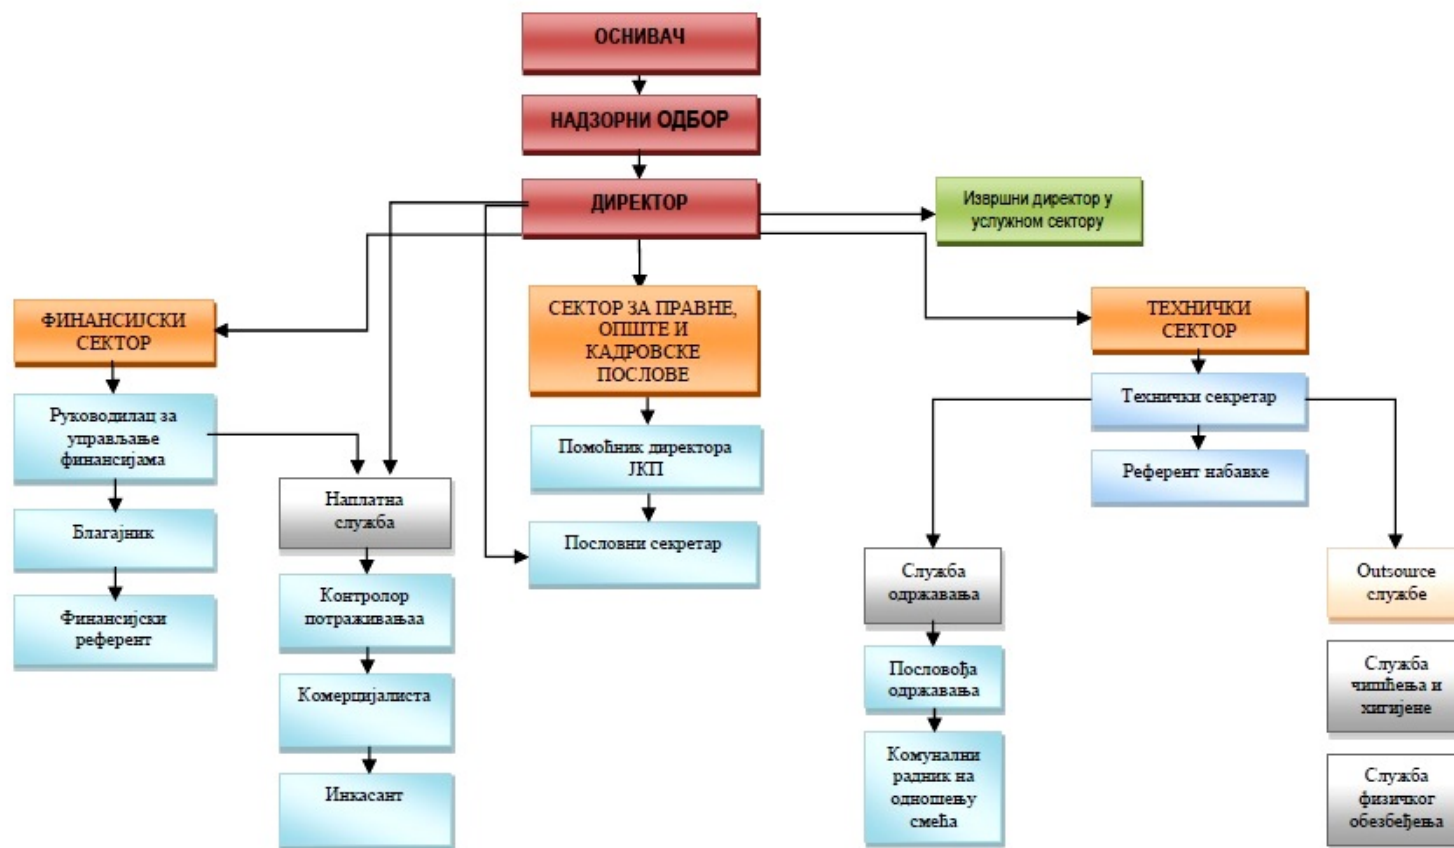 ОСНИВАЧ
НАДЗОРНИ ОДБОР
ДИРЕКТОР
Извршни директор у
услужном сектору
ФИНАНСИЈСКИ
СЕКТОР
СЕКТОР ЗА ПРАВНЕ,
ОПШТЕ И
КАДРОВСКЕ
ПОСЛОВЕ
ТЕХНИЧКИ
СЕКТОР
Руководилац за
управљање
финансијама
Благајник
Финансијски
референт
Наплатна
служба
Контролор
потраживањаа
Комерцијалиста
Инкасант
Помоћник директора
ЈКП
Пословни секретар
Технички секретар
Референт набавке
Служба
одржавања
Пословођа
одржавања
Комунални
радник на
одношењу
смећа
Outsource
службе
Служба
чишћења и
хигијене
Служба
физичког
обезбеђења